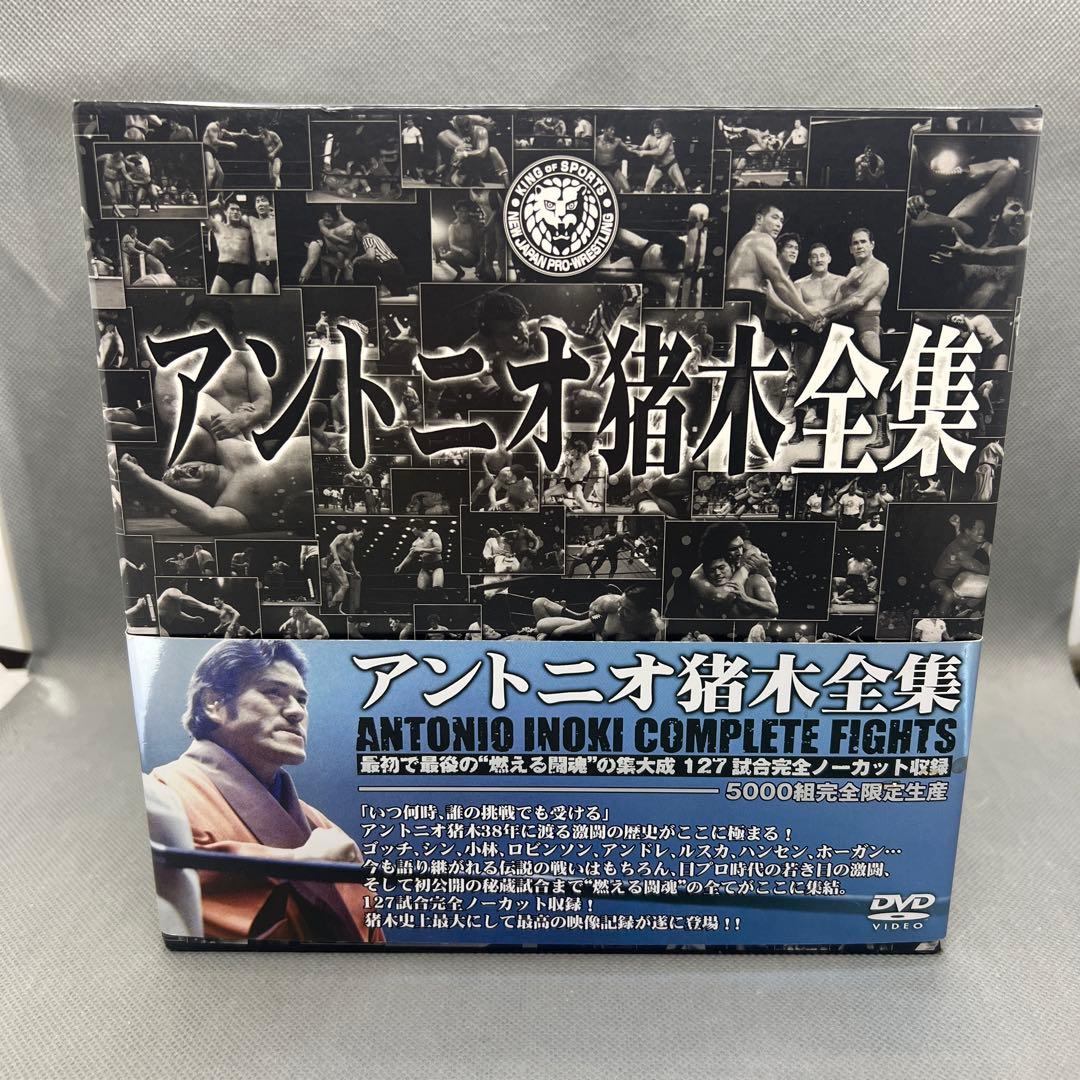 KING OF SPORTS
NEW JAPAN PRO-WRESTLING
アントニオ猪木全集
アントニオ猪木全集
ANTONIO INOKI COMPLETE FIGHTS
最初で最後の“燃える闘魂”の集大成 127試合完全ノーカット収録
5000組完全限定生産
「いつ何時、誰の挑戦でも受ける」
アントニオ猪木38年に渡る激闘の歴史がここに極まる!
ゴッチ、シン、小林、ロビンソン、アンドレ、ルスカ、ハンセン、ホーガン…
今も語り継がれる伝説の戦いはもちろん、日プロ時代の若き日の激闘、
そして初公開の秘蔵試合まで“燃える闘魂”の全てがここに集結。
127試合完全ノーカット収録!
猪木史上最大にして最高の映像記録が遂に登場!!
DVD
VIDEO